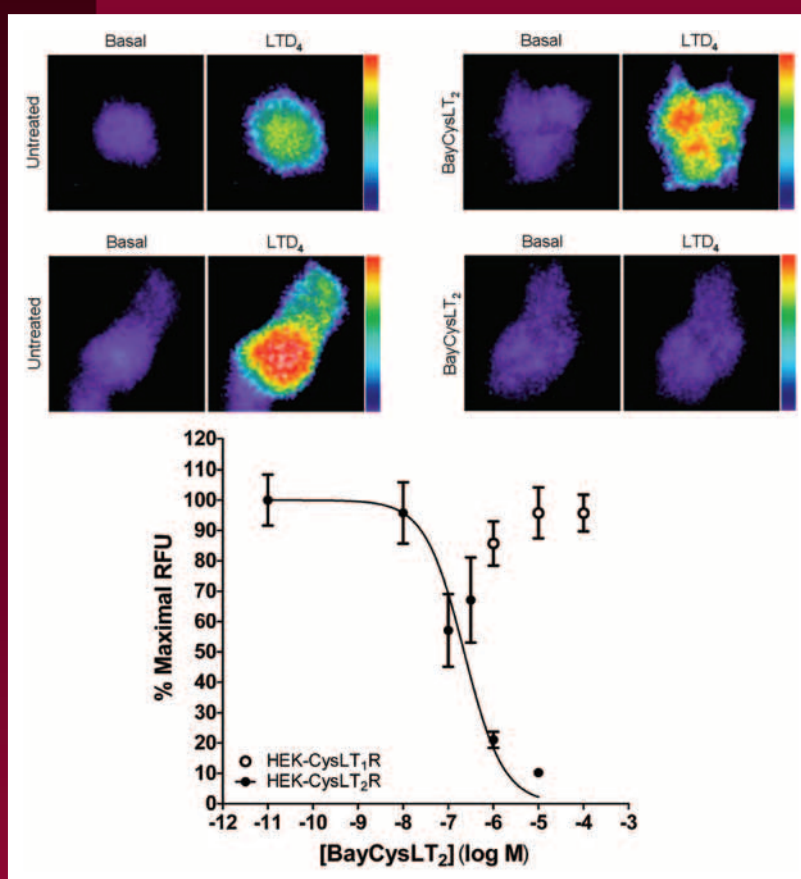 Basal LTD₄ Basal LTD₄
Untreated BayCysLT₂
Basal LTD₄ Basal LTD₄
Untreated BayCysLT₂
120
110
100
90
80
70
60
50
40
30
20
10
0
% Maximal RFU
HEK-CysLT₁R
HEK-CysLT₂R
-12 -11 -10 -9 -8 -7 -6 -5 -4 -3
[BayCysLT₂] (log M)